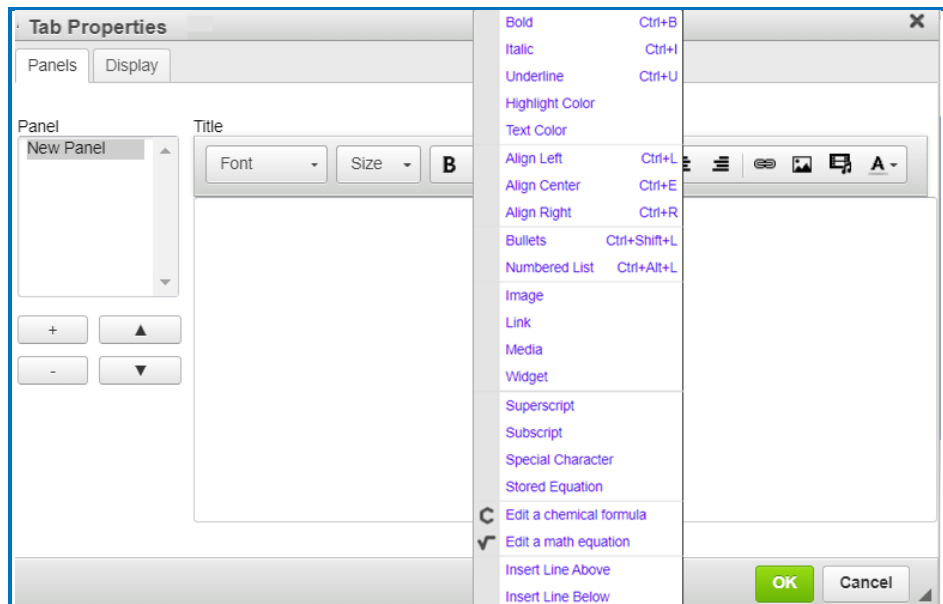 Tab Properties
Panels Display
Panel
New Panel
+
-
Title
Font Size B A
Bold Ctrl+B
Italic Ctrl+I
Underline Ctrl+U
Highlight Color
Text Color
Align Left Ctrl+L
Align Center Ctrl+E
Align Right Ctrl+R
Bullets Ctrl+Shift+L
Numbered List Ctrl+Alt+L
Image
Link
Media
Widget
Superscript
Subscript
Special Character
Stored Equation
C Edit a chemical formula
√ Edit a math equation
Insert Line Above
Insert Line Below
OK Cancel